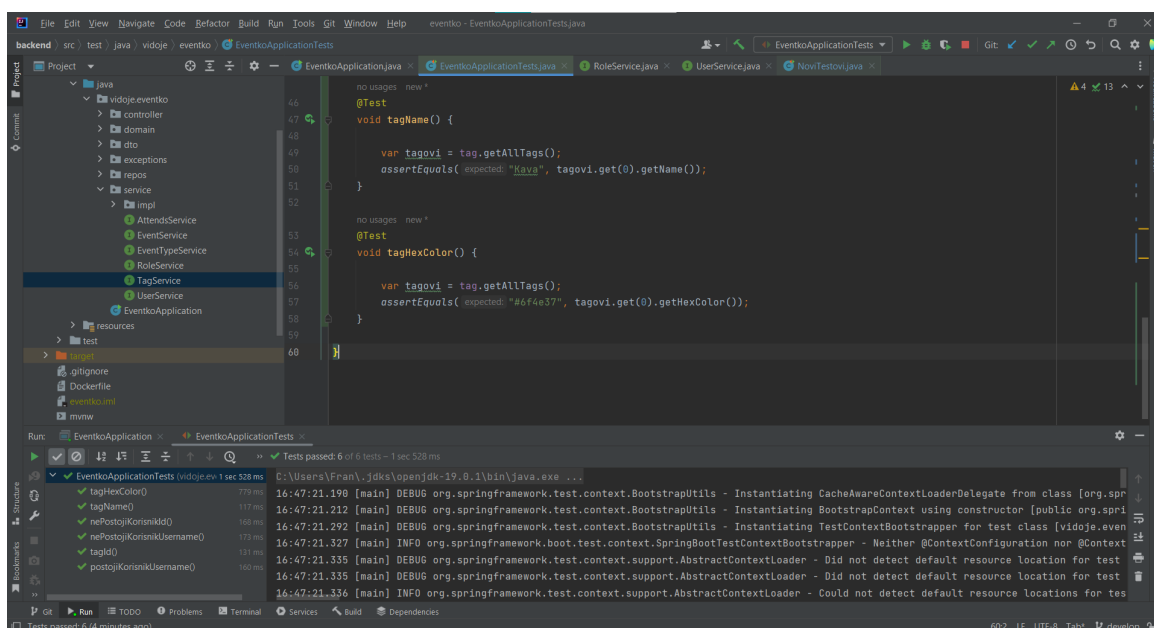 File Edit View Navigate Code Refactor Build Run Tools Git Window Help eventko - EventkoApplicationTests.java
backend src test java vidoje eventko EventkoApplicationTests
EventkoApplicationTests Git:
Project
EventkoApplication.java EventkoApplicationTests.java RoleService.java UserService.java NoviTestovi.java
java
vidoje.eventko
controller
domain
dto
exceptions
repos
service
impl
AttendsService
EventService
EventTypeService
RoleService
TagService
UserService
EventkoApplication
resources
test
target
.gitignore
Dockerfile
eventko.iml
mvnw
4 13
no usages new *
46 @Test
47 void tagName() {
48
49 var tagovi = tag.getAllTags();
50 assertEquals( expected: "Kava", tagovi.get(0).getName());
51 }
52
no usages new *
53 @Test
54 void tagHexColor() {
55
56 var tagovi = tag.getAllTags();
57 assertEquals( expected: "#6f4e37", tagovi.get(0).getHexColor());
58 }
59
60 }
Project
Commit
Structure
Bookmarks
Run: EventkoApplication EventkoApplicationTests
Tests passed: 6 of 6 tests – 1 sec 528 ms
EventkoApplicationTests (vidoje.ev 1 sec 528 ms
tagHexColor() 779 ms
tagName() 117 ms
nePostojiKorisnikId() 168 ms
nePostojiKorisnikUsername() 173 ms
tagId() 131 ms
postojiKorisnikUsername() 160 ms
C:\Users\Fran\.jdks\openjdk-19.0.1\bin\java.exe ...
16:47:21.190 [main] DEBUG org.springframework.test.context.BootstrapUtils - Instantiating CacheAwareContextLoaderDelegate from class [org.spr
16:47:21.212 [main] DEBUG org.springframework.test.context.BootstrapUtils - Instantiating BootstrapContext using constructor [public org.spri
16:47:21.292 [main] DEBUG org.springframework.test.context.BootstrapUtils - Instantiating TestContextBootstrapper for test class [vidoje.even
16:47:21.327 [main] INFO org.springframework.boot.test.context.SpringBootTestContextBootstrapper - Neither @ContextConfiguration nor @Context
16:47:21.335 [main] DEBUG org.springframework.test.context.support.AbstractContextLoader - Did not detect default resource location for test
16:47:21.335 [main] DEBUG org.springframework.test.context.support.AbstractContextLoader - Did not detect default resource location for test
16:47:21.336 [main] INFO org.springframework.test.context.support.AbstractContextLoader - Could not detect default resource locations for tes
Git Run TODO Problems Terminal Services Build Dependencies
Tests passed: 6 (4 minutes ago) 60:2 LF UTF-8 Tab* develop